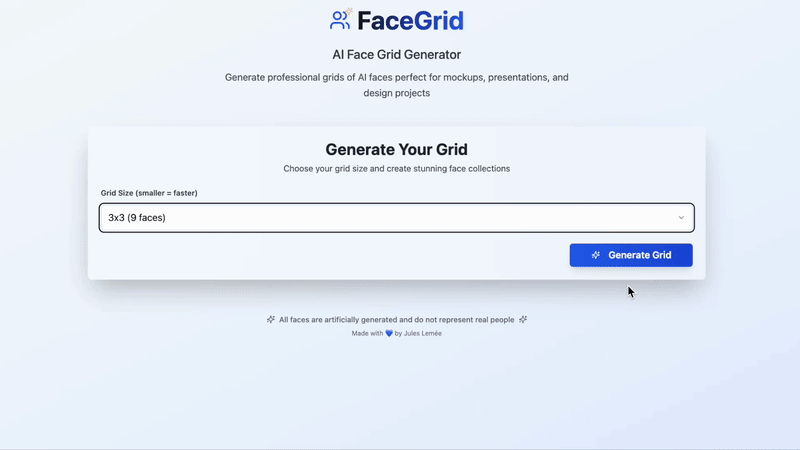 FaceGrid
AI Face Grid Generator
Generate professional grids of AI faces perfect for mockups, presentations, and
design projects
Generate Your Grid
Choose your grid size and create stunning face collections
Grid Size (smaller = faster)
3x3 (9 faces)
Generate Grid
All faces are artificially generated and do not represent real people
Made with 💙 by Jules Lemée